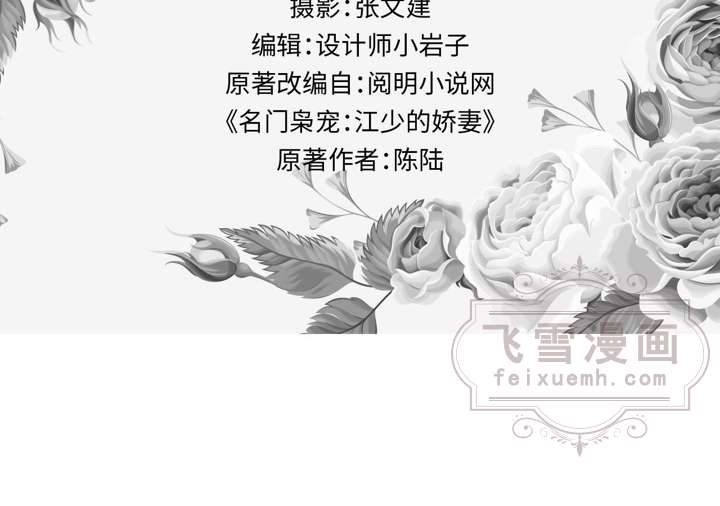 摄影:张文建
编辑:设计师小岩子
原著改编自:阅明小说网
《名门枭宠:江少的娇妻》
原著作者:陈陆
飞雪漫画
feixuemh.com